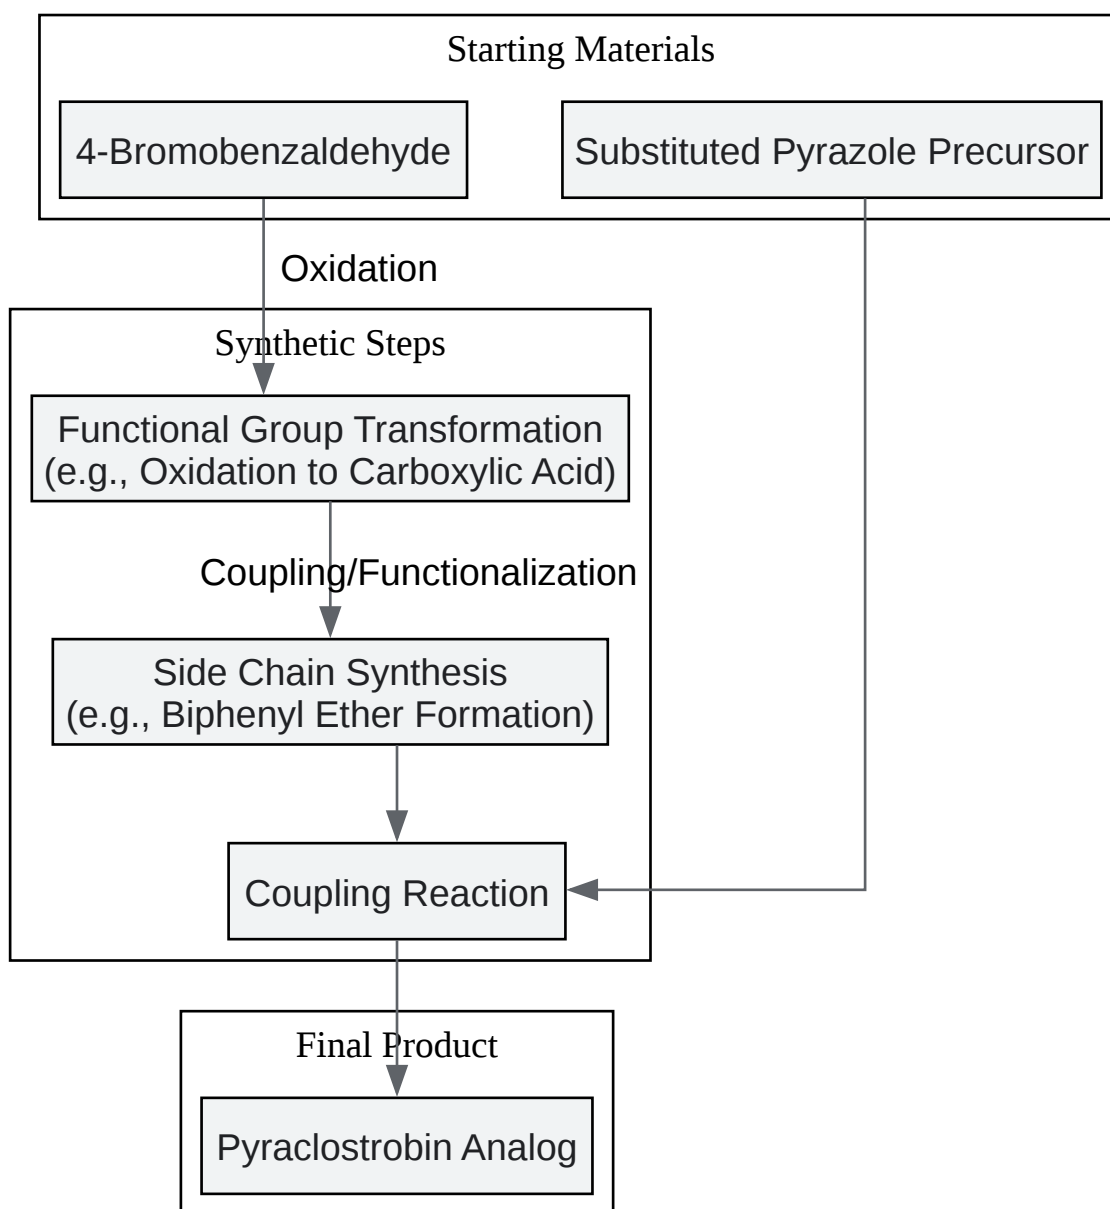 Starting Materials
4-Bromobenzaldehyde
Substituted Pyrazole Precursor
Oxidation
Synthetic Steps
Functional Group Transformation
(e.g., Oxidation to Carboxylic Acid)
Coupling/Functionalization
Side Chain Synthesis
(e.g., Biphenyl Ether Formation)
Coupling Reaction
Final Product
Pyraclostrobin Analog